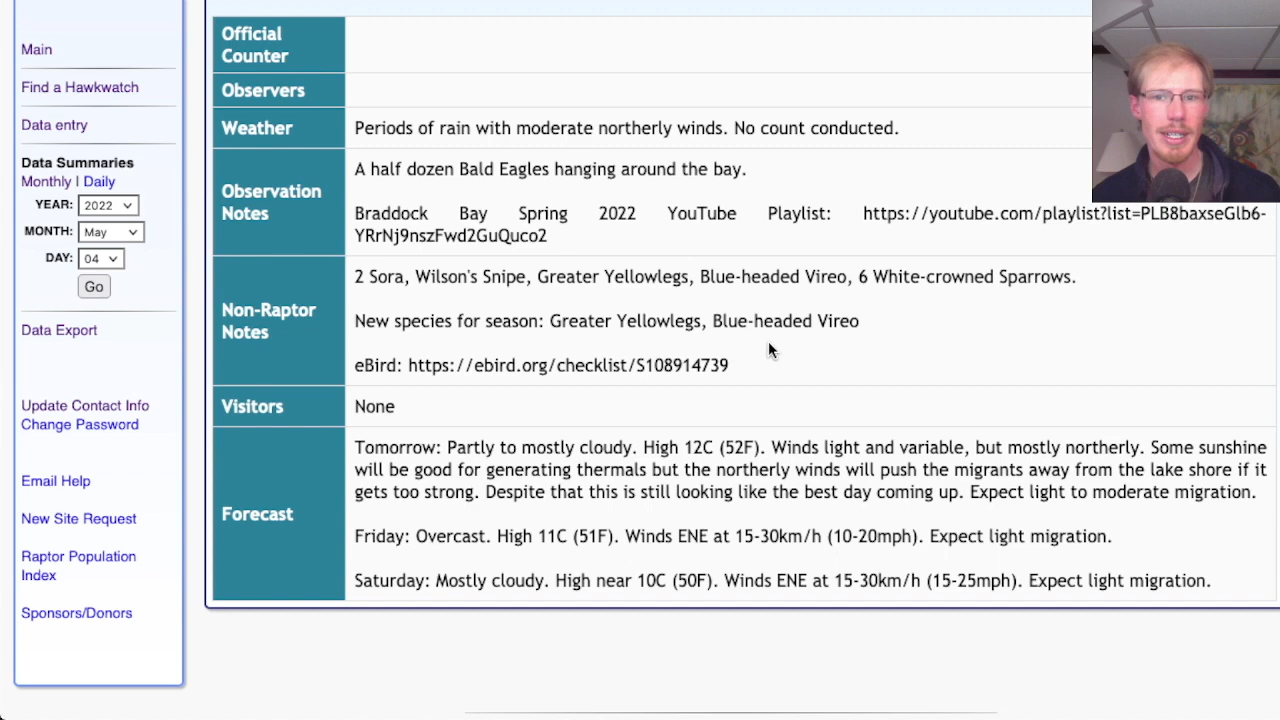 Main
Find a Hawkwatch
Data entry
Data Summaries
Monthly | Daily
YEAR: 2022
MONTH: May
DAY: 04
Go
Data Export
Update Contact Info
Change Password
Email Help
New Site Request
Raptor Population
Index
Sponsors/Donors
Official
Counter
Observers
Weather
Periods of rain with moderate northerly winds. No count conducted.
Observation
Notes
A half dozen Bald Eagles hanging around the bay.
Braddock Bay Spring 2022 YouTube Playlist: https://youtube.com/playlist?list=PLB8baxseGlb6-
YRrNj9nszFwd2GuQuco2
Non-Raptor
Notes
2 Sora, Wilson's Snipe, Greater Yellowlegs, Blue-headed Vireo, 6 White-crowned Sparrows.
New species for season: Greater Yellowlegs, Blue-headed Vireo
eBird: https://ebird.org/checklist/S108914739
Visitors
None
Forecast
Tomorrow: Partly to mostly cloudy. High 12C (52F). Winds light and variable, but mostly northerly. Some sunshine
will be good for generating thermals but the northerly winds will push the migrants away from the lake shore if it
gets too strong. Despite that this is still looking like the best day coming up. Expect light to moderate migration.
Friday: Overcast. High 11C (51F). Winds ENE at 15-30km/h (10-20mph). Expect light migration.
Saturday: Mostly cloudy. High near 10C (50F). Winds ENE at 15-30km/h (15-25mph). Expect light migration.